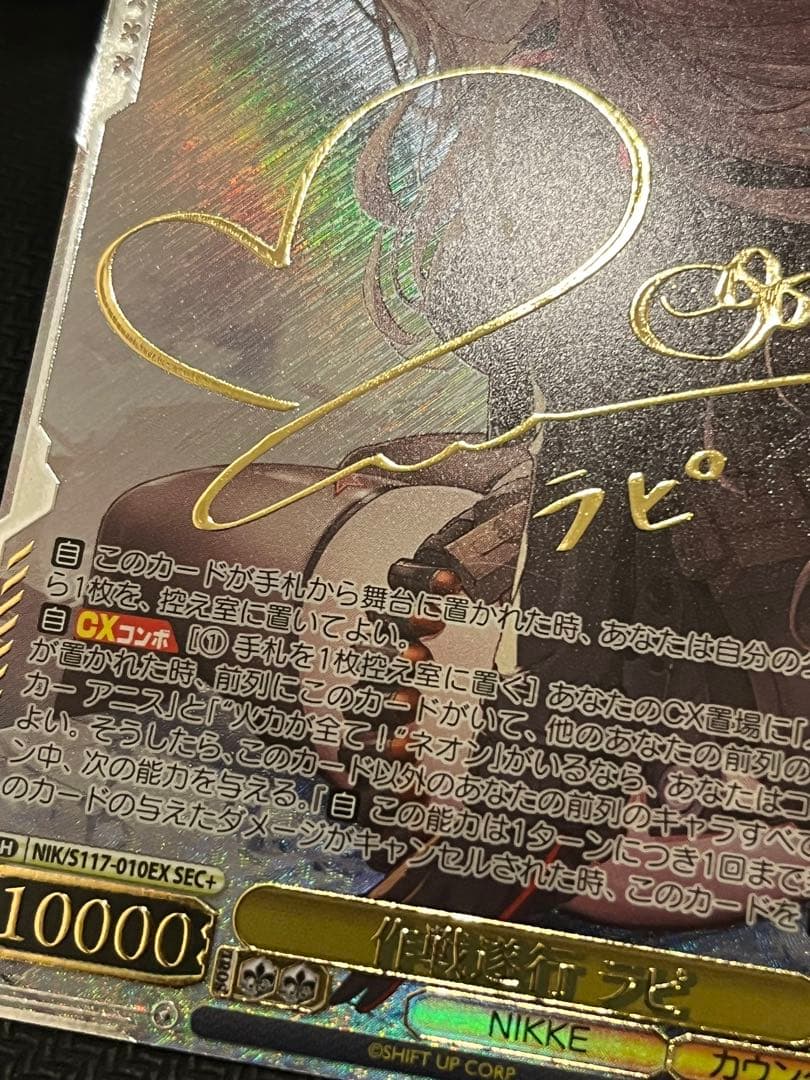 ラピ
自 このカードが手札から舞台に置かれた時、あなたは自分の
ら1枚を、控え室に置いてよい。
自 CXコンボ [① 手札を1枚控え室に置く] あなたのCX置場に「
が置かれた時、前列にこのカードがいて、他のあなたの前列の
カー アニス」と「“火力が全て！”ネオン」がいるなら、あなたはコ
よい。そうしたら、このカード以外のあなたの前列のキャラすべて
ン中、次の能力を与える。『自 この能力は1ターンにつき1回まで
のカードの与えたダメージがキャンセルされた時、このカードを
H NIK/S117-010EX SEC+
10000
作戦遂行 ラピ
soul
NIKKE
カウン
©SHIFT UP CORP